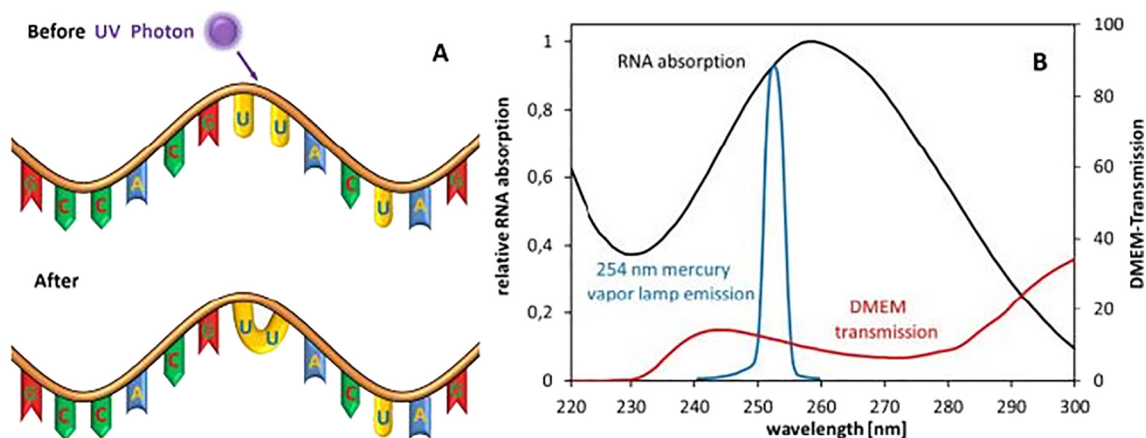 Before UV Photon
A
G C C A C G U U A C U A G
After
G C C A C G U U A C U A G
B
RNA absorption
254 nm mercury
vapor lamp emission
DMEM
transmission
relative RNA absorption
1
0,8
0,6
0,4
0,2
0
DMEM-Transmission
100
80
60
40
20
0
220 230 240 250 260 270 280 290 300
wavelength [nm]